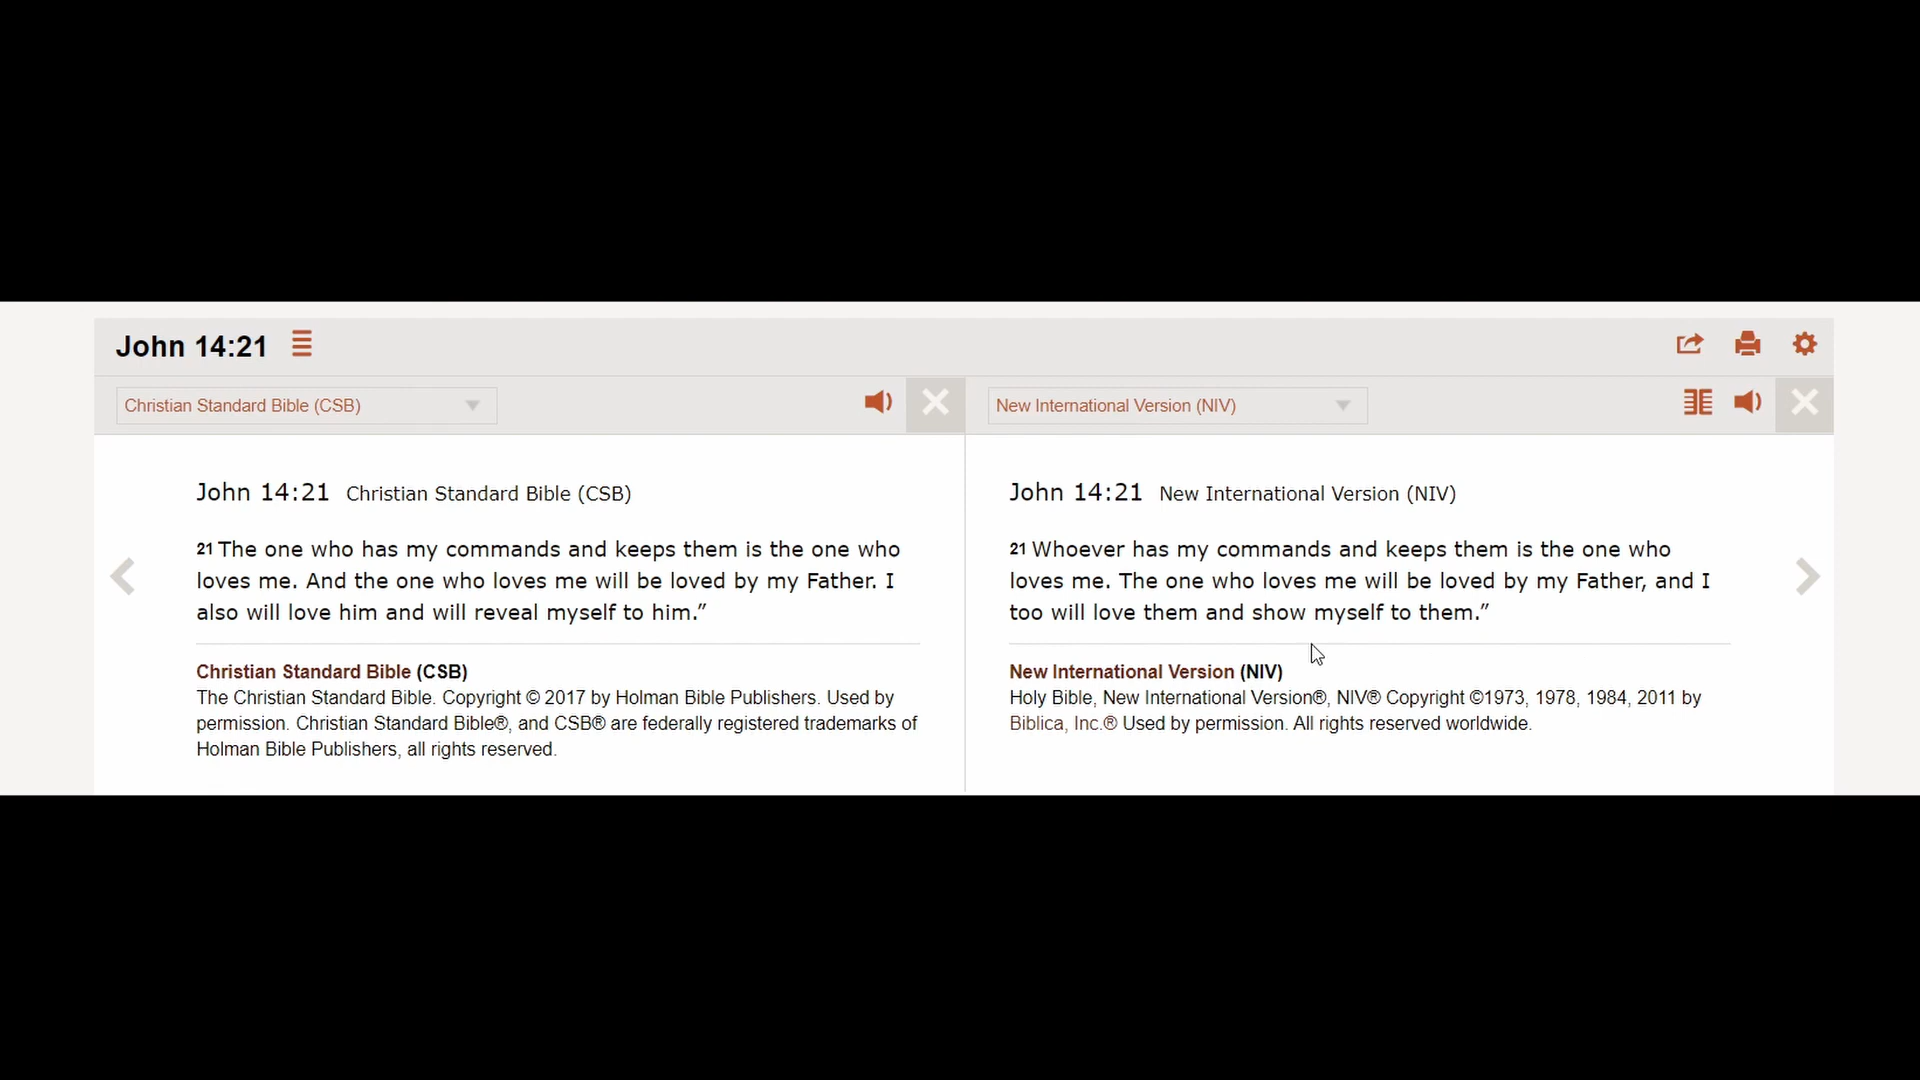 John 14:21
Christian Standard Bible (CSB)
New International Version (NIV)
John 14:21 Christian Standard Bible (CSB)
21 The one who has my commands and keeps them is the one who
loves me. And the one who loves me will be loved by my Father. I
also will love him and will reveal myself to him.”
Christian Standard Bible (CSB)
The Christian Standard Bible. Copyright © 2017 by Holman Bible Publishers. Used by
permission. Christian Standard Bible®, and CSB® are federally registered trademarks of
Holman Bible Publishers, all rights reserved.
John 14:21 New International Version (NIV)
21 Whoever has my commands and keeps them is the one who
loves me. The one who loves me will be loved by my Father, and I
too will love them and show myself to them.”
New International Version (NIV)
Holy Bible, New International Version®, NIV® Copyright ©1973, 1978, 1984, 2011 by
Biblica, Inc.® Used by permission. All rights reserved worldwide.